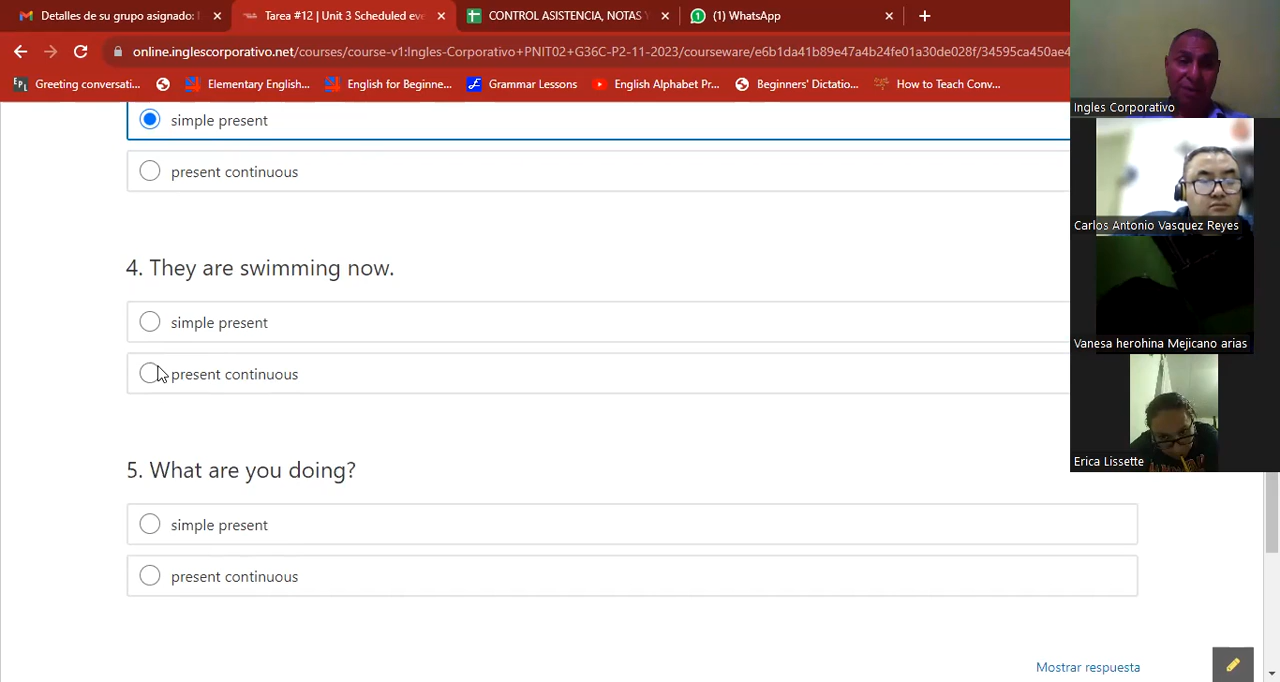 Detalles de su grupo asignado: I
Tarea #12 | Unit 3 Scheduled eve
CONTROL ASISTENCIA, NOTAS Y
(1) WhatsApp
online.inglescorporativo.net/courses/course-v1:Ingles-Corporativo+PNIT02+G36C-P2-11-2023/courseware/e6b1da41b89e47a4b24fe01a30de028f/34595ca450ae4
Greeting conversati...
Elementary English...
English for Beginne...
Grammar Lessons
English Alphabet Pr...
Beginners' Dictatio...
How to Teach Conv...
simple present
present continuous
4. They are swimming now.
simple present
present continuous
5. What are you doing?
simple present
present continuous
Mostrar respuesta
Ingles Corporativo
Carlos Antonio Vasquez Reyes
Vanesa herohina Mejicano arias
Erica Lissette